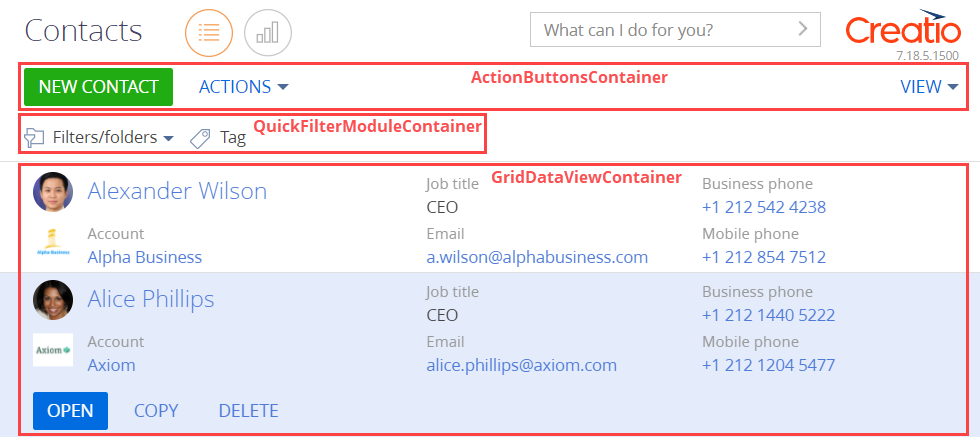 Contacts
What can I do for you?
Creatio
7.18.5.1500
ActionButtonsContainer
NEW CONTACT ACTIONS VIEW
QuickFilterModuleContainer
Filters/folders Tag
GridDataViewContainer
Alexander Wilson Job title Business phone
CEO +1 212 542 4238
Account Email Mobile phone
Alpha Business Alpha Business a.wilson@alphabusiness.com +1 212 854 7512
Alice Phillips Job title Business phone
CEO +1 212 1440 5222
Account Email Mobile phone
Axiom Axiom alice.phillips@axiom.com +1 212 1204 5477
OPEN COPY DELETE